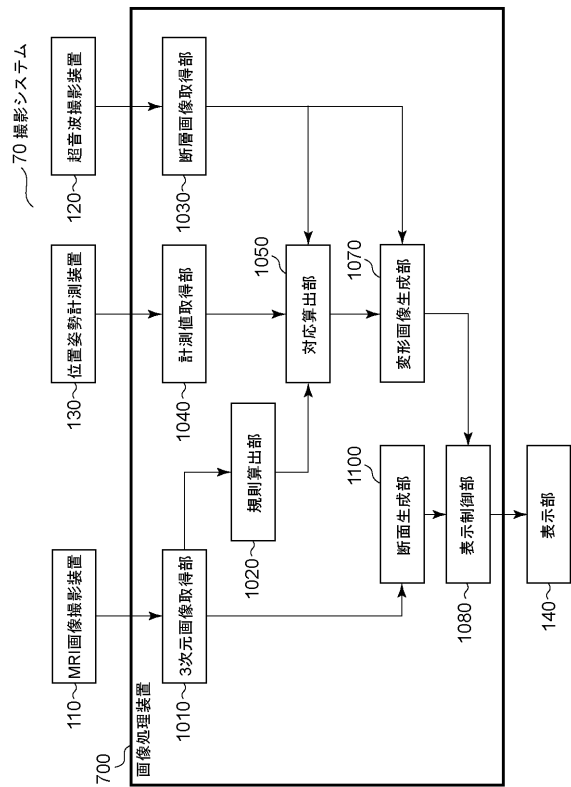 70 撮影システム
110
MRI画像撮影装置
130
位置姿勢計測装置
120
超音波撮影装置
700
画像処理装置
1010
3次元画像取得部
1040
計測値取得部
1030
断層画像取得部
1020
規則算出部
1050
対応算出部
1100
断面生成部
1070
変形画像生成部
1080
表示制御部
140
表示部